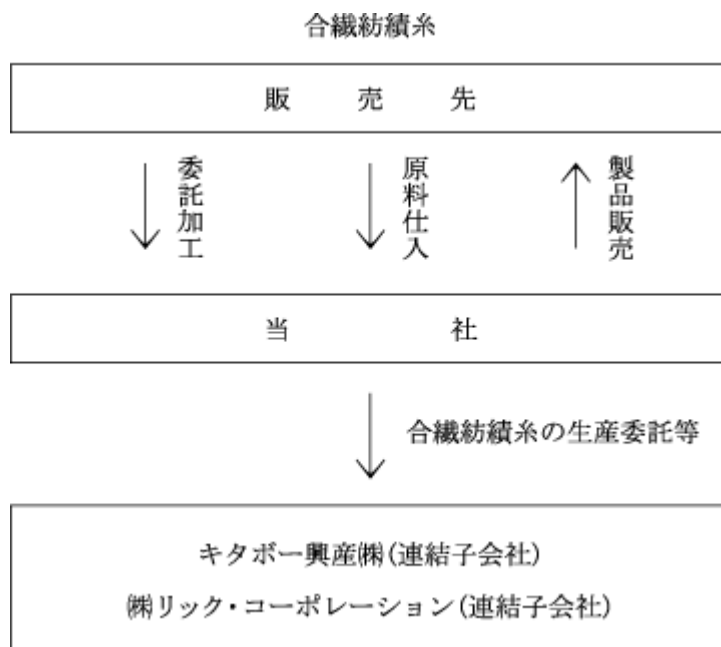 合繊紡績糸
販売先
委託加工
原料仕入
製品販売
当社
合繊紡績糸の生産委託等
キタボー興産㈱(連結子会社)
㈱リック・コーポレーション(連結子会社)